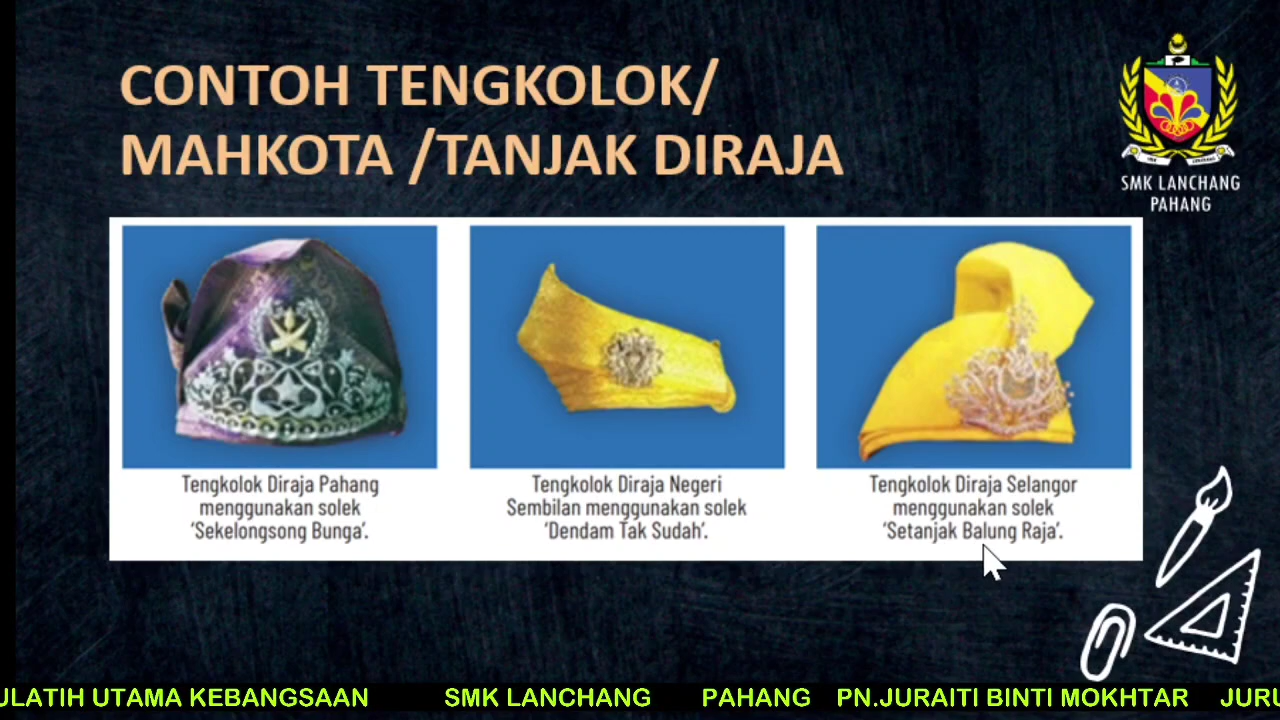 CONTOH TENGKOLOK/
MAHKOTA /TANJAK DIRAJA
SMK LANCHANG
PAHANG
Tengkolok Diraja Pahang
menggunakan solek
‘Sekelongsong Bunga’.
Tengkolok Diraja Negeri
Sembilan menggunakan solek
‘Dendam Tak Sudah’.
Tengkolok Diraja Selangor
menggunakan solek
‘Setanjak Balung Raja’.
ULATIH UTAMA KEBANGSAAN SMK LANCHANG PAHANG PN.JURAITI BINTI MOKHTAR JURU